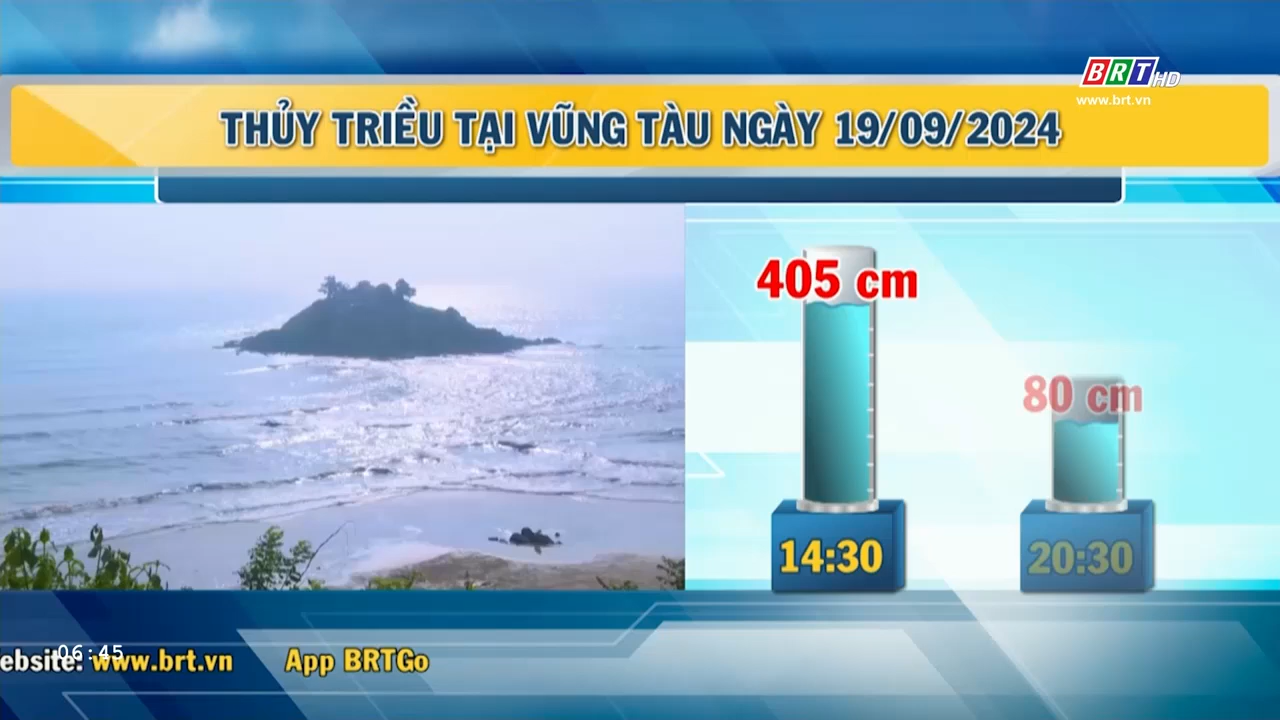 BRT HD
www.brt.vn
THỦY TRIỀU TẠI VŨNG TÀU NGÀY 19/09/2024
405 cm
80 cm
14:30
20:30
06:45
ebsite: www.brt.vn App BRTGo